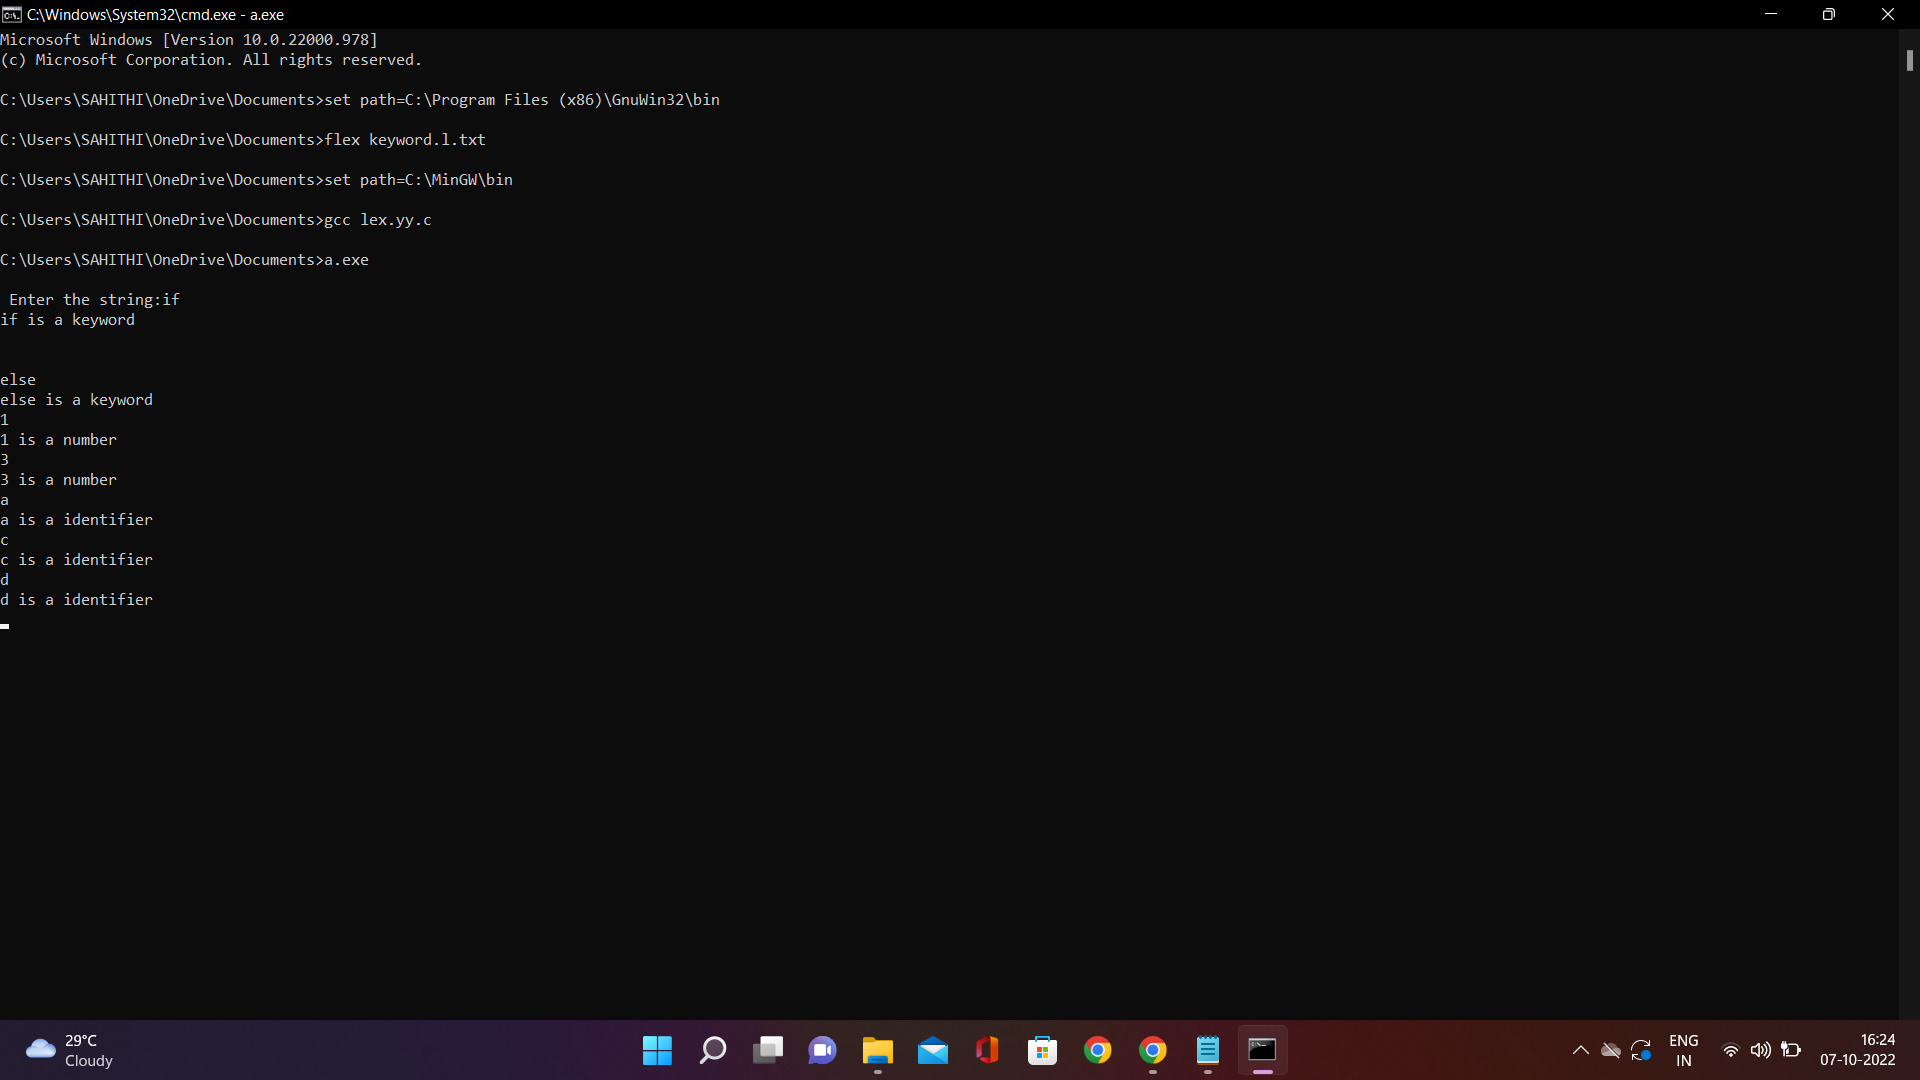 C:\Windows\System32\cmd.exe - a.exe
Microsoft Windows [Version 10.0.22000.978]
(c) Microsoft Corporation. All rights reserved.
C:\Users\SAHITHI\OneDrive\Documents>set path=C:\Program Files (x86)\GnuWin32\bin
C:\Users\SAHITHI\OneDrive\Documents>flex keyword.l.txt
C:\Users\SAHITHI\OneDrive\Documents>set path=C:\MinGW\bin
C:\Users\SAHITHI\OneDrive\Documents>gcc lex.yy.c
C:\Users\SAHITHI\OneDrive\Documents>a.exe
Enter the string:if
if is a keyword
else
else is a keyword
1
1 is a number
3
3 is a number
a
a is a identifier
c
c is a identifier
d
d is a identifier
29°C
Cloudy
ENG
IN
16:24
07-10-2022